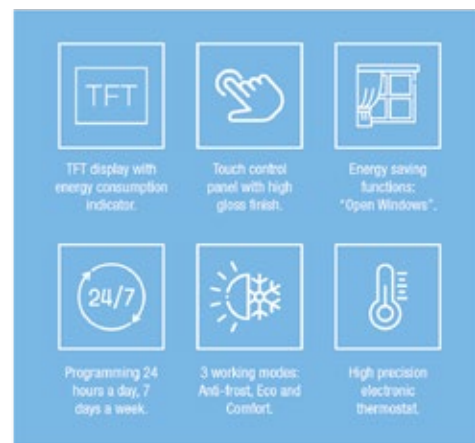 TFT
TFT display with
energy consumption
indicator.
Touch control
panel with high
gloss finish.
Energy saving
functions:
"Open Windows".
24/7
Programming 24
hours a day, 7
days a week.
3 working modes:
Anti-frost, Eco and
Comfort.
High precision
electronic
thermostat.